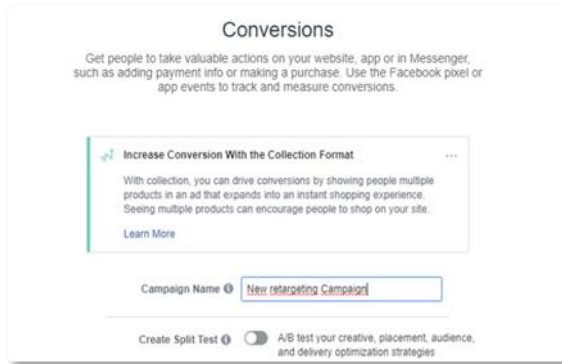 Conversions
Get people to take valuable actions on your website, app or in Messenger,
such as adding payment info or making a purchase. Use the Facebook pixel or
app events to track and measure conversions.
Increase Conversion With the Collection Format
With collection, you can drive conversions by showing people multiple
products in an ad that expands into an instant shopping experience.
Seeing multiple products can encourage people to shop on your site.
Learn More
Campaign Name New retargeting Campaign
Create Split Test A/B test your creative, placement, audience,
and delivery optimization strategies